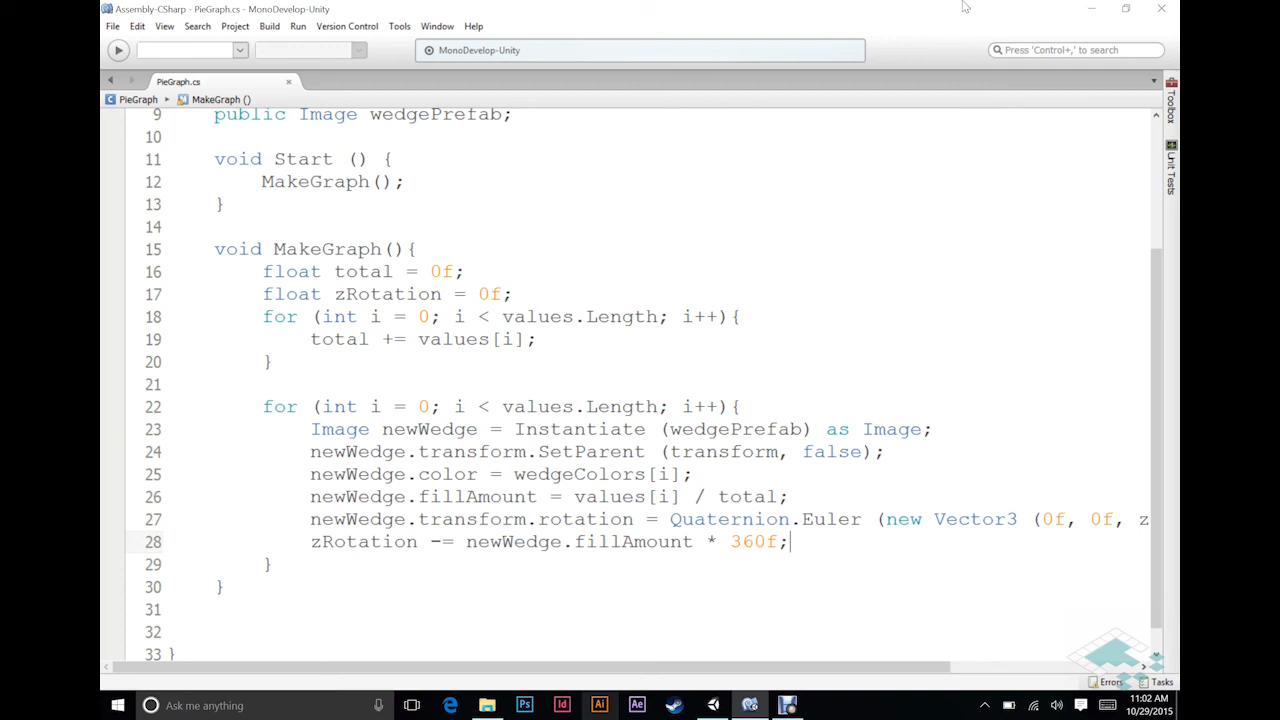 Assembly-CSharp - PieGraph.cs - MonoDevelop-Unity
File Edit View Search Project Build Run Version Control Tools Window Help
MonoDevelop-Unity
Press 'Control+,' to search
PieGraph.cs
PieGraph MakeGraph ()
Toolbox
Unit Tests
9 public Image wedgePrefab;
10
11 void Start () {
12 MakeGraph();
13 }
14
15 void MakeGraph(){
16 float total = 0f;
17 float zRotation = 0f;
18 for (int i = 0; i < values.Length; i++){
19 total += values[i];
20 }
21
22 for (int i = 0; i < values.Length; i++){
23 Image newWedge = Instantiate (wedgePrefab) as Image;
24 newWedge.transform.SetParent (transform, false);
25 newWedge.color = wedgeColors[i];
26 newWedge.fillAmount = values[i] / total;
27 newWedge.transform.rotation = Quaternion.Euler (new Vector3 (0f, 0f, z
28 zRotation -= newWedge.fillAmount * 360f;
29 }
30 }
31
32
33 }
Errors Tasks
Ask me anything
Ps Id Ai Ae
11:02 AM
10/29/2015